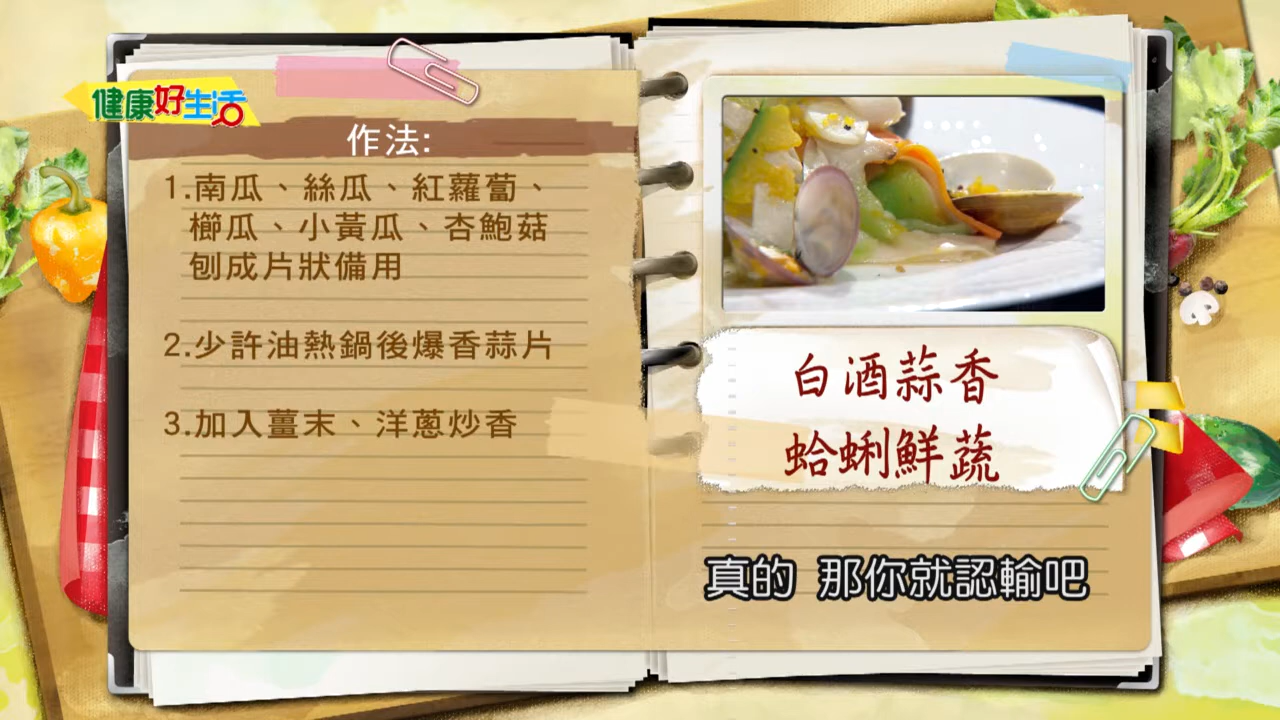 健康好生活
作法:
1.南瓜、絲瓜、紅蘿蔔、
櫛瓜、小黃瓜、杏鮑菇
刨成片狀備用
2.少許油熱鍋後爆香蒜片
3.加入薑末、洋蔥炒香
白酒蒜香
蛤蜊鮮蔬
真的 那你就認輸吧